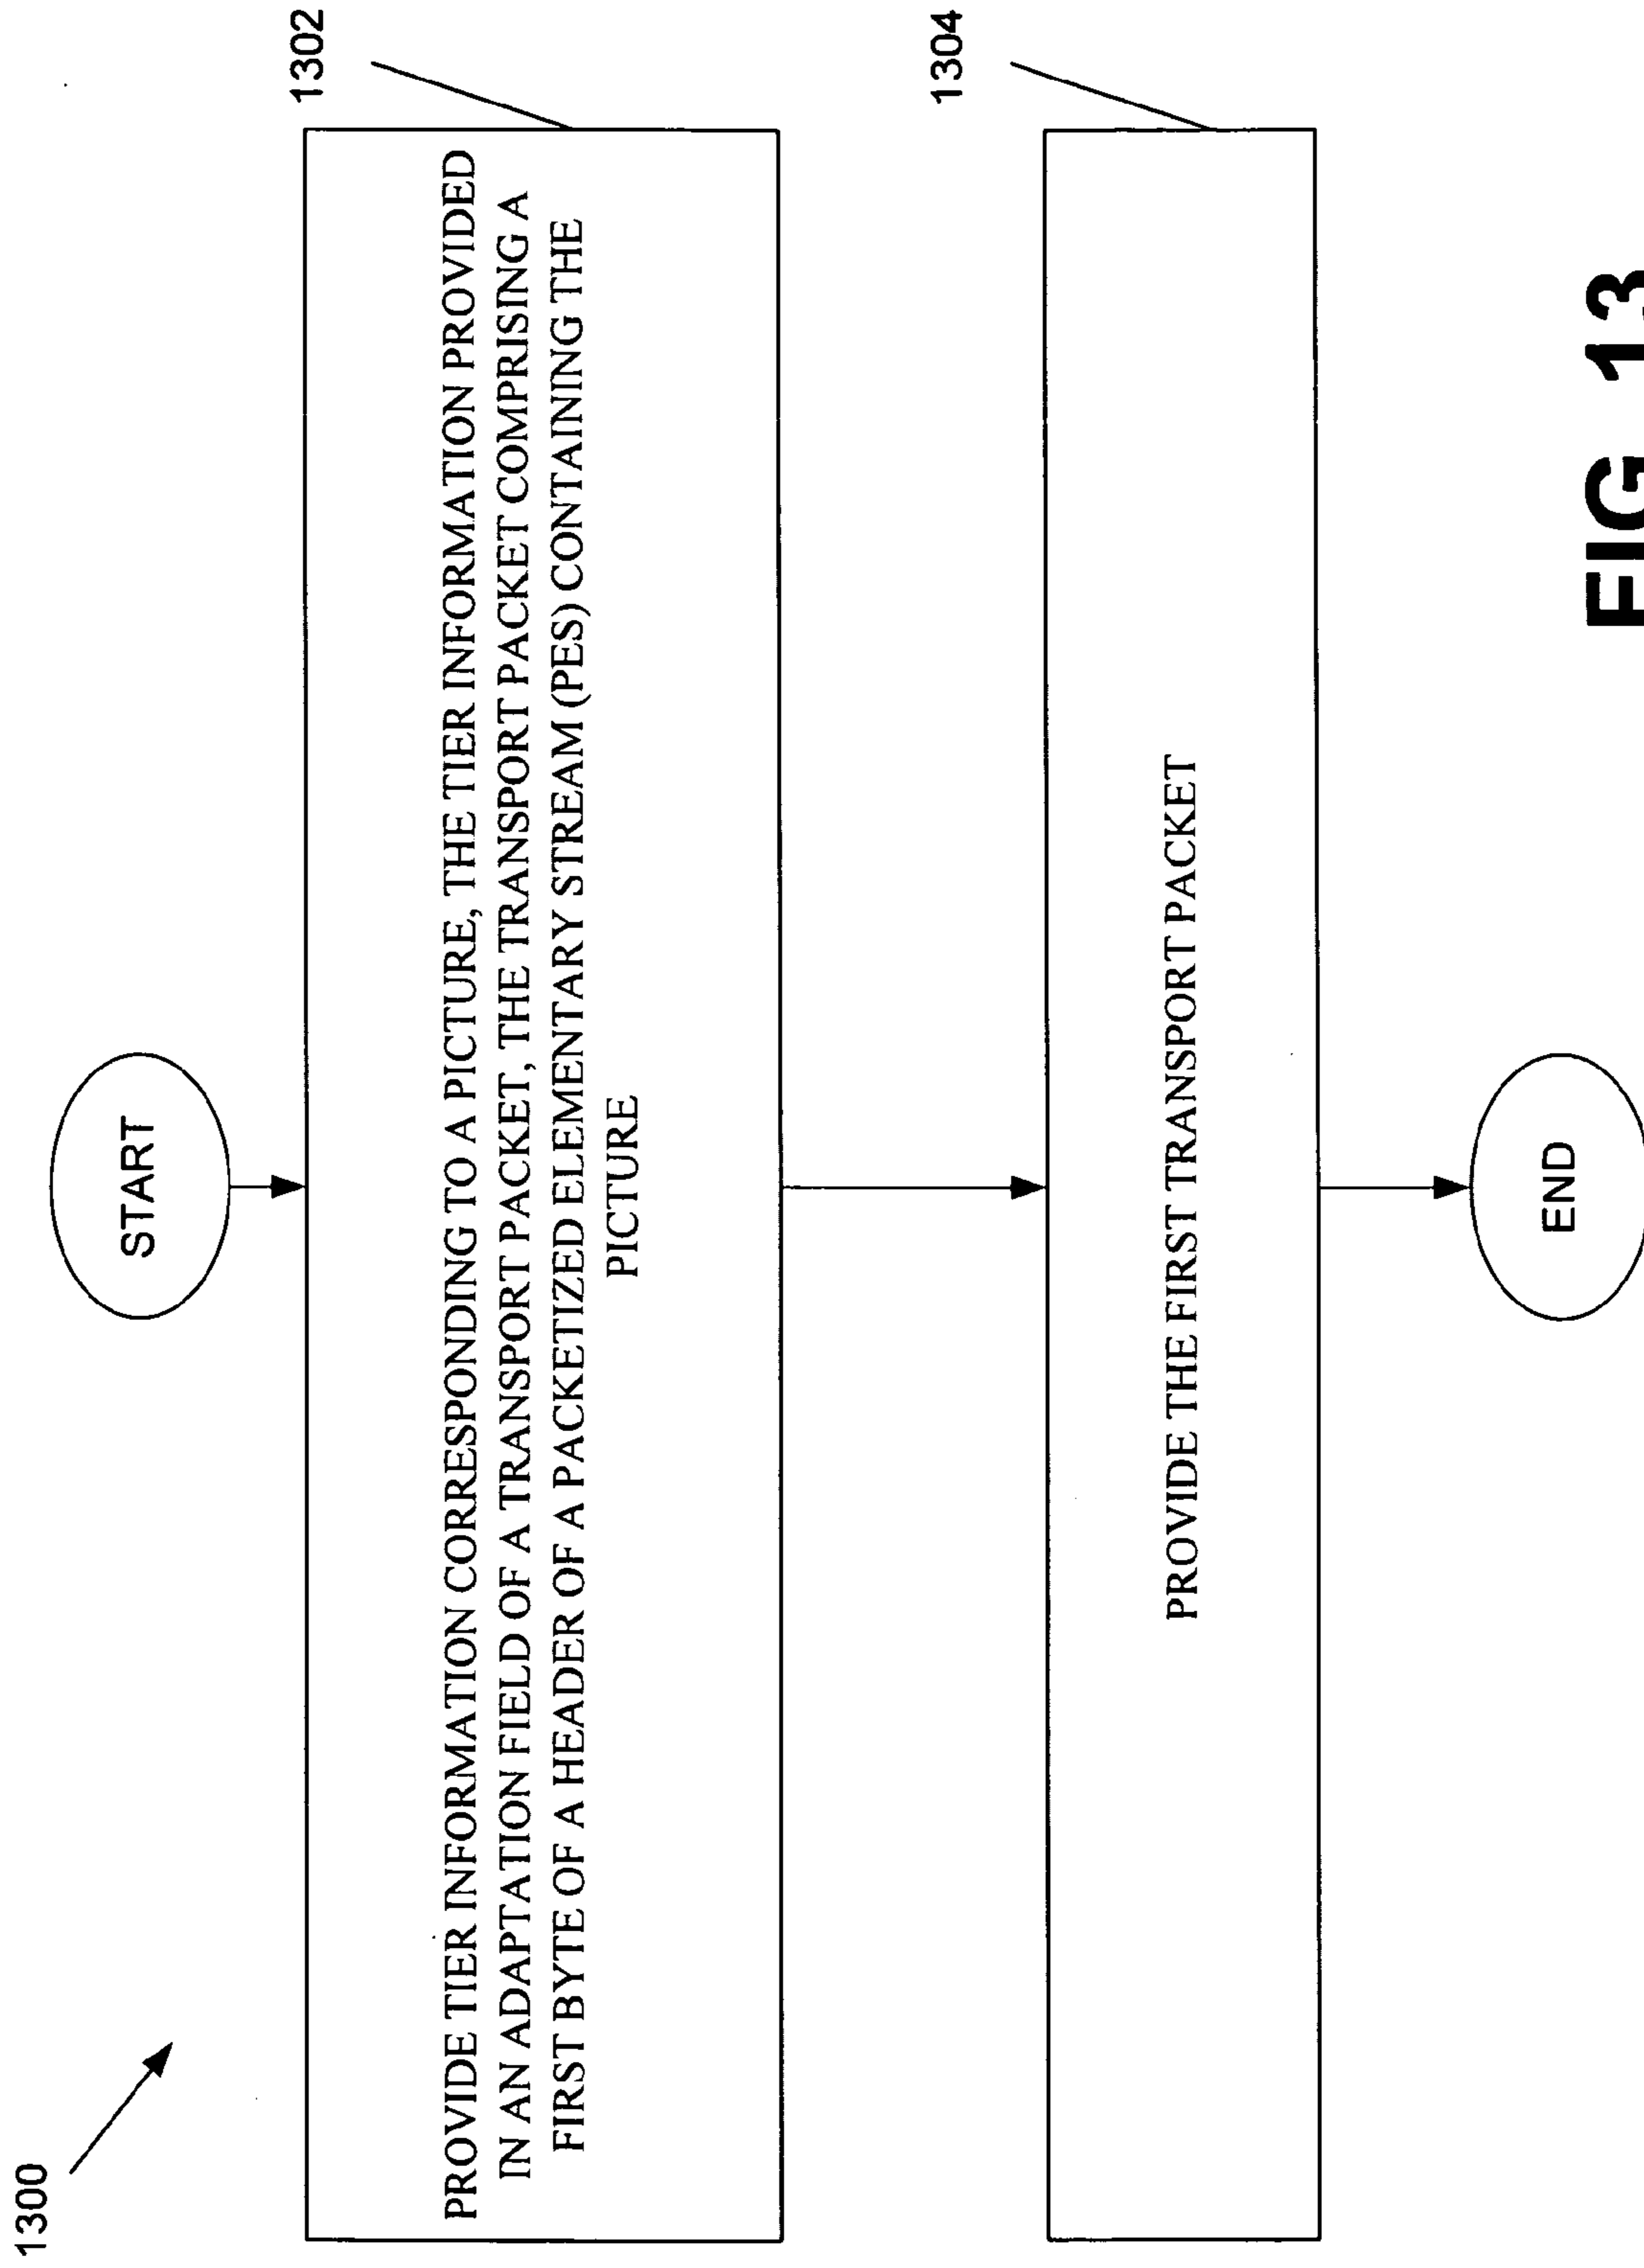 1300
START
PROVIDE TIER INFORMATION CORRESPONDING TO A PICTURE, THE TIER INFORMATION PROVIDED
IN AN ADAPTATION FIELD OF A TRANSPORT PACKET, THE TRANSPORT PACKET COMPRISING A
FIRST BYTE OF A HEADER OF A PACKETIZED ELEMENTARY STREAM (PES) CONTAINING THE
PICTURE
1302
PROVIDE THE FIRST TRANSPORT PACKET
1304
END
FIG. 13